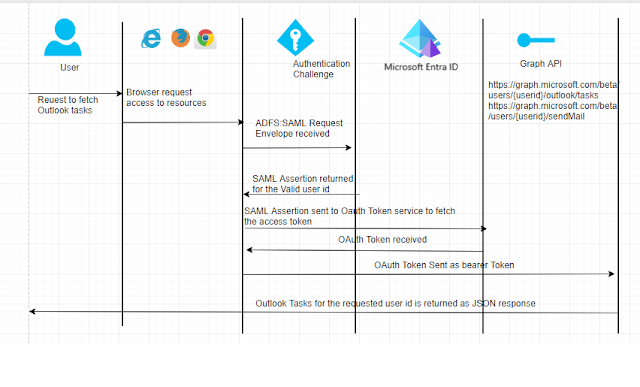 User
Authentication
Challenge
Microsoft Entra ID
Graph API
https://graph.microsoft.com/beta/
users/{userid}/outlook/tasks
https://graph.microsoft.com/beta
/users/{userid}/sendMail
Reuest to fetch
Outlook tasks
Browser request
access to resources
ADFS:SAML Request
Envelope received
SAML Assertion returned
for the Valid user id
SAML Assertion sent to Oauth Token service to fetch
the access token
OAuth Token received
OAuth Token Sent as bearer Token
Outlook Tasks for the requested user id is returned as JSON response